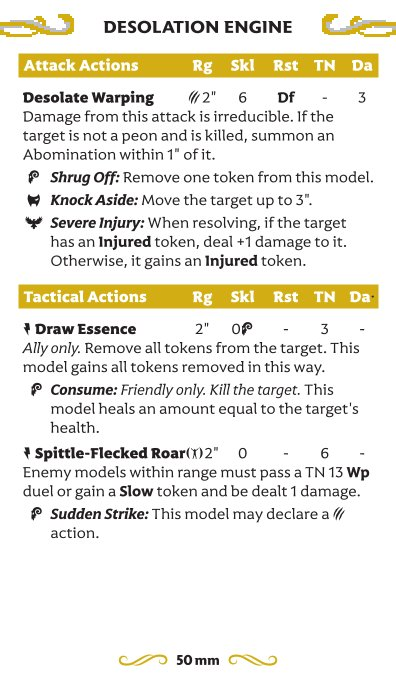 DESOLATION ENGINE
Attack Actions Rg Skl Rst TN Da
Desolate Warping 2" 6 Df - 3
Damage from this attack is irreducible. If the
target is not a peon and is killed, summon an
Abomination within 1" of it.
Shrug Off: Remove one token from this model.
Knock Aside: Move the target up to 3".
Severe Injury: When resolving, if the target
has an Injured token, deal +1 damage to it.
Otherwise, it gains an Injured token.
Tactical Actions Rg Skl Rst TN Da
Draw Essence 2" 0 - 3 -
Ally only. Remove all tokens from the target. This
model gains all tokens removed in this way.
Consume: Friendly only. Kill the target. This
model heals an amount equal to the target's
health.
Spittle-Flecked Roar 2" 0 - 6 -
Enemy models within range must pass a TN 13 Wp
duel or gain a Slow token and be dealt 1 damage.
Sudden Strike: This model may declare a
action.
50 mm